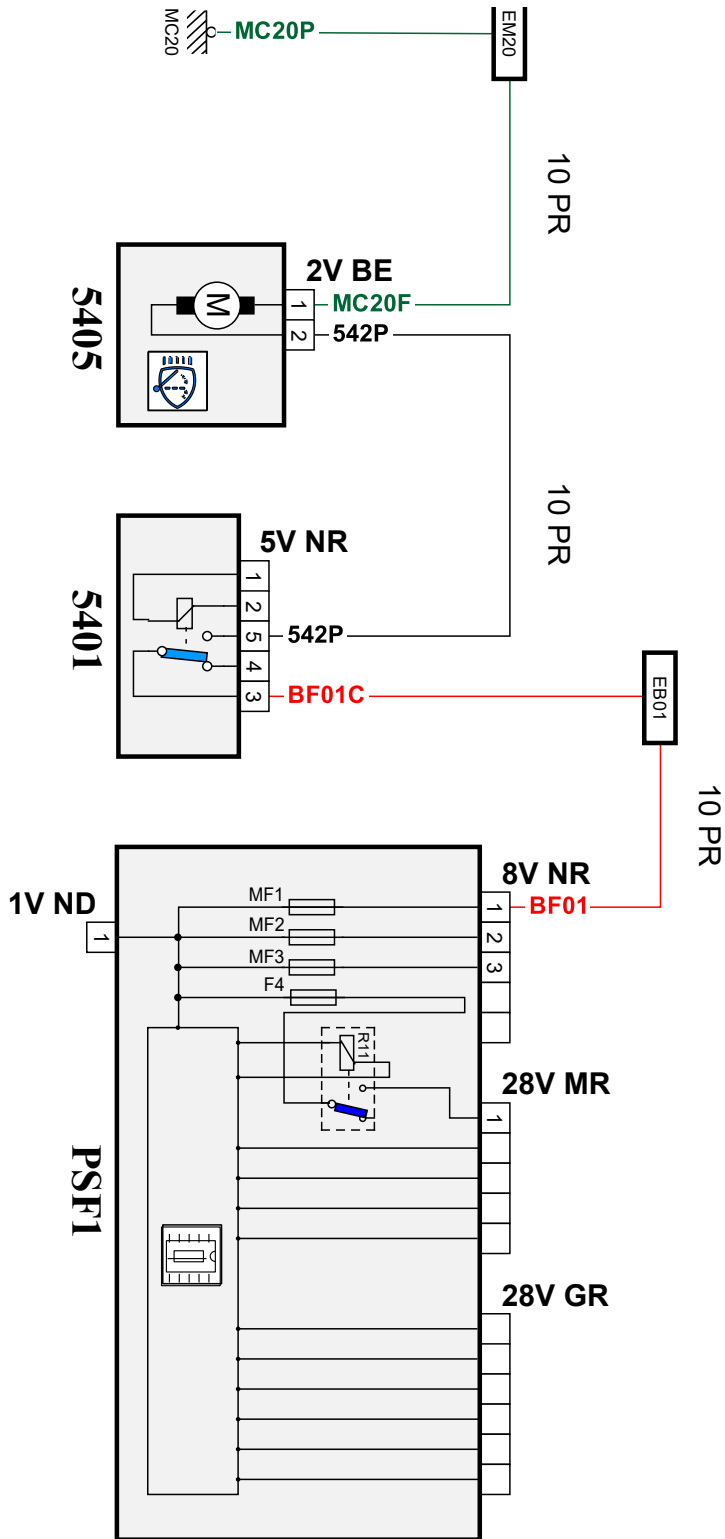 MC20
MC20P
EM20
10 PR
2V BE
M
1
MC20F
2
542P
5405
10 PR
5V NR
1
2
5
542P
4
3
BF01C
5401
EB01
10 PR
8V NR
1V ND
1
MF1
1
BF01
MF2
2
MF3
3
F4
R11
28V MR
1
PSF1
28V GR